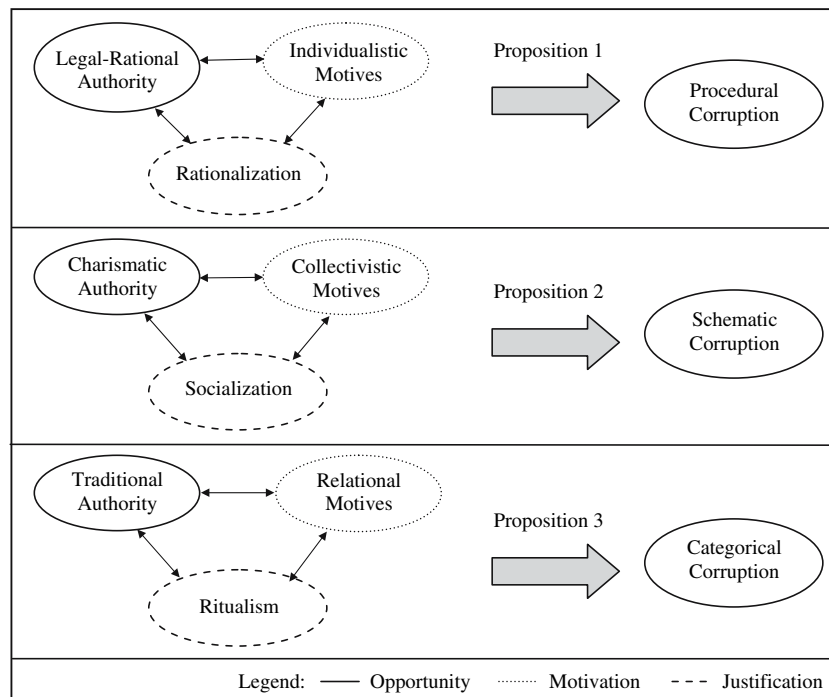 Legal-Rational
Authority
Individualistic
Motives
Rationalization
Proposition 1
Procedural
Corruption
Charismatic
Authority
Collectivistic
Motives
Socialization
Proposition 2
Schematic
Corruption
Traditional
Authority
Relational
Motives
Ritualism
Proposition 3
Categorical
Corruption
Legend: Opportunity Motivation Justification